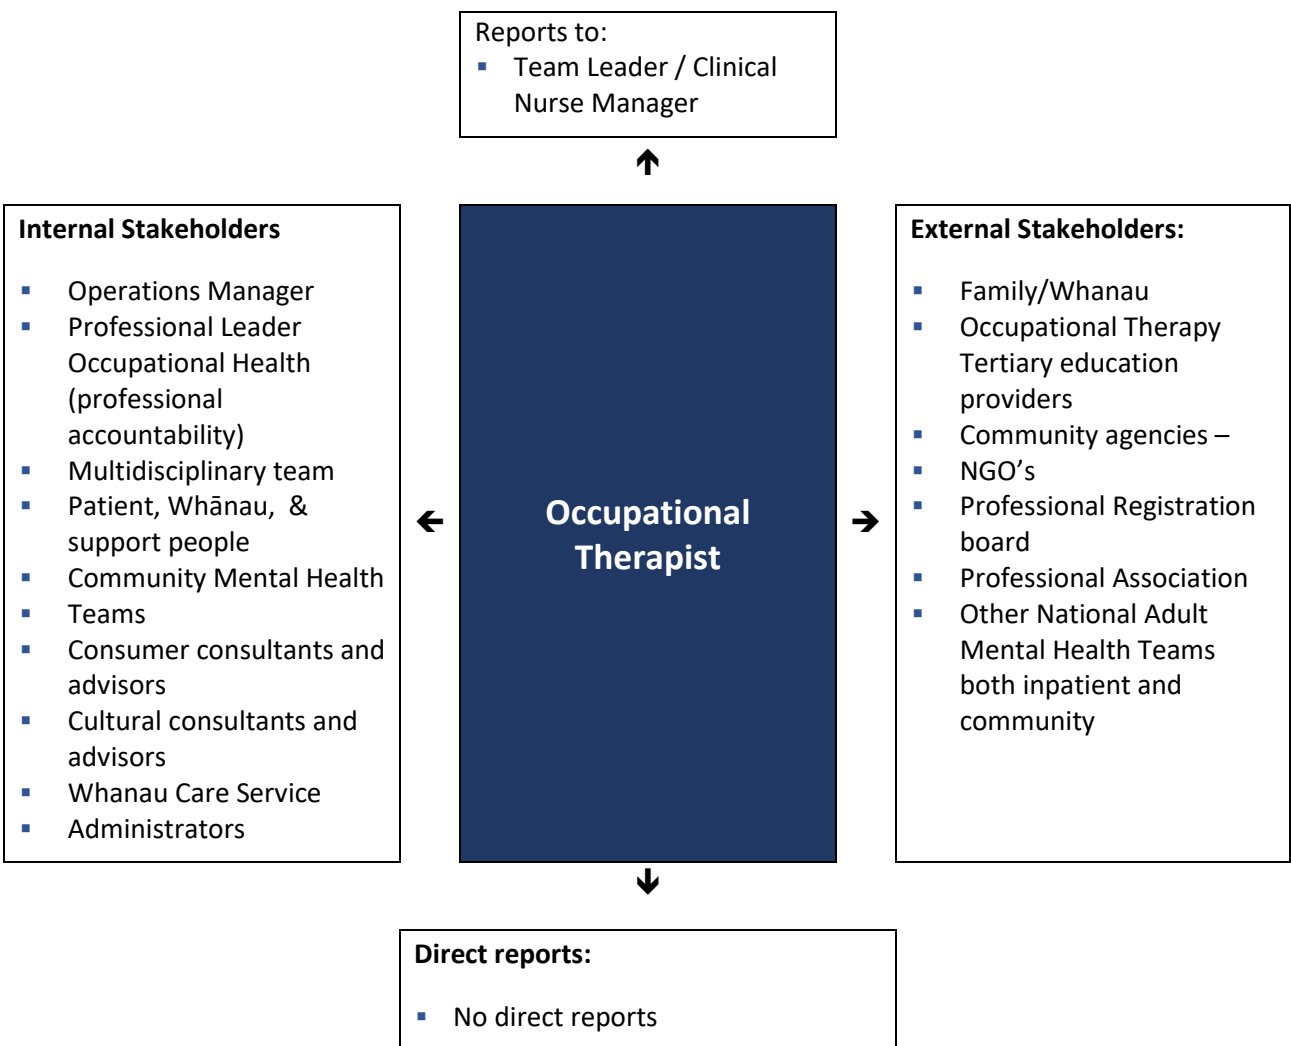 Reports to:
▪ Team Leader / Clinical
Nurse Manager
🡹
Internal Stakeholders
▪ Operations Manager
▪ Professional Leader
Occupational Health
(professional
accountability)
▪ Multidisciplinary team
▪ Patient, Whānau, &
support people
▪ Community Mental Health
▪ Teams
▪ Consumer consultants and
advisors
▪ Cultural consultants and
advisors
▪ Whanau Care Service
▪ Administrators
🡸
Occupational
Therapist
🡺
External Stakeholders:
▪ Family/Whanau
▪ Occupational Therapy
Tertiary education
providers
▪ Community agencies –
▪ NGO’s
▪ Professional Registration
board
▪ Professional Association
▪ Other National Adult
Mental Health Teams
both inpatient and
community
🡻
Direct reports:
▪ No direct reports